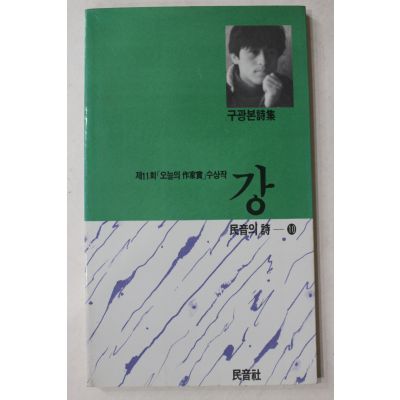 구광본詩集
제11회「오늘의 作家賞」수상작
강
民音의 詩 — 10
民音社